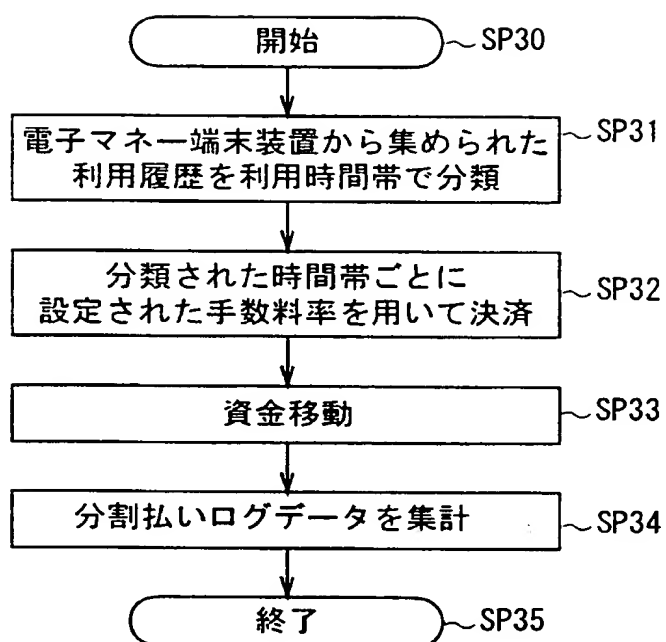 開始 SP30
電子マネー端末装置から集められた SP31
利用履歴を利用時間帯で分類
分類された時間帯ごとに
設定された手数料率を用いて決済 SP32
資金移動 SP33
分割払いログデータを集計 SP34
終了 SP35